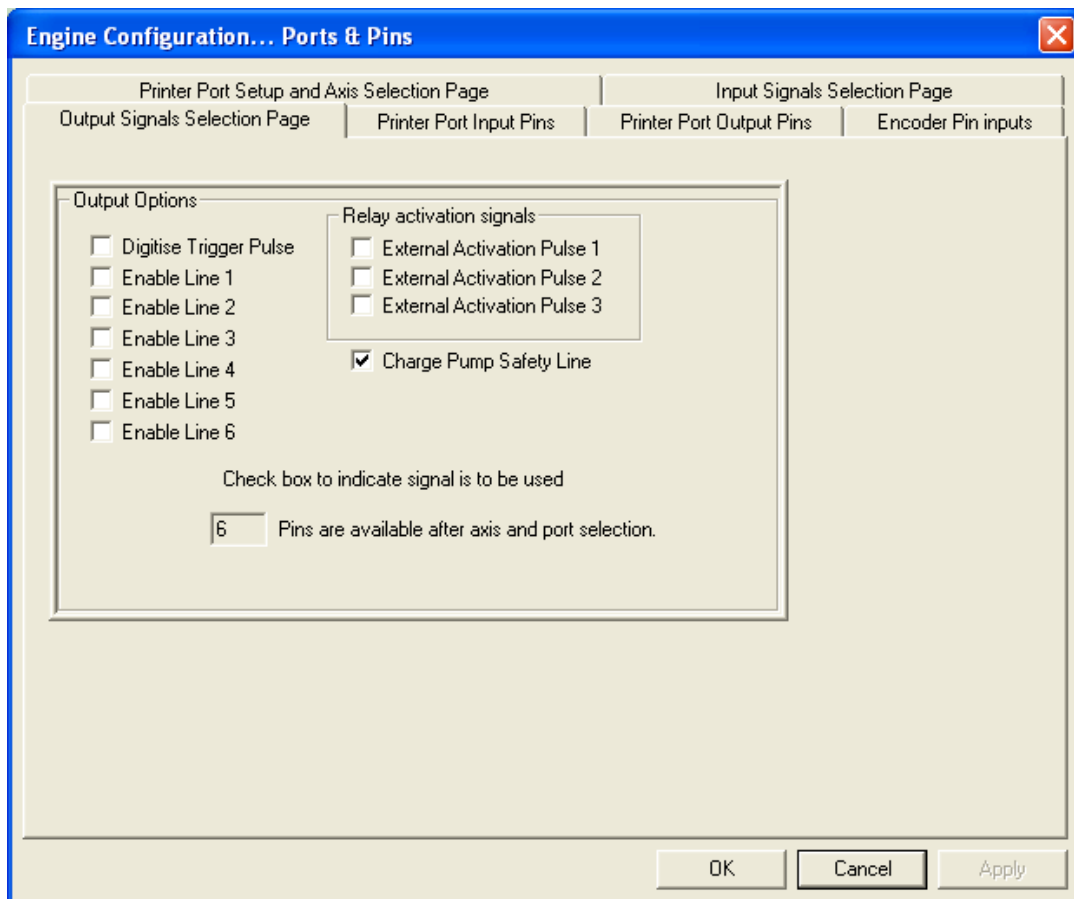 Engine Configuration... Ports & Pins
Printer Port Setup and Axis Selection Page
Input Signals Selection Page
Output Signals Selection Page
Printer Port Input Pins
Printer Port Output Pins
Encoder Pin inputs
Output Options
Digitise Trigger Pulse
Enable Line 1
Enable Line 2
Enable Line 3
Enable Line 4
Enable Line 5
Enable Line 6
Relay activation signals
External Activation Pulse 1
External Activation Pulse 2
External Activation Pulse 3
Charge Pump Safety Line
Check box to indicate signal is to be used
6 Pins are available after axis and port selection.
OK
Cancel
Apply